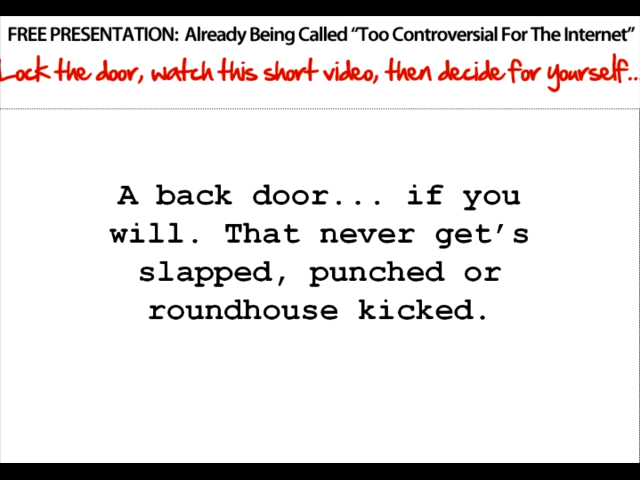 FREE PRESENTATION: Already Being Called “Too Controversial For The Internet”
Lock the door, watch this short video, then decide for yourself...
A back door... if you
will. That never get’s
slapped, punched or
roundhouse kicked.